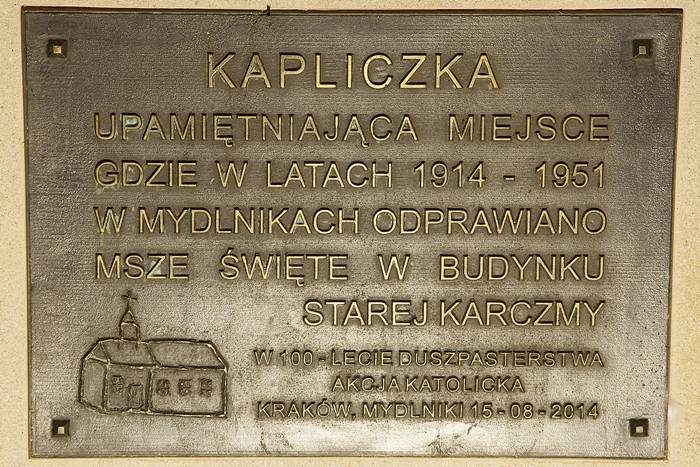 KAPLICZKA
UPAMIĘTNIAJĄCA MIEJSCE
GDZIE W LATACH 1914 - 1951
W MYDLNIKACH ODPRAWIANO
MSZE ŚWIĘTE W BUDYNKU
STAREJ KARCZMY
W 100 - LECIE DUSZPASTERSTWA
AKCJA KATOLICKA
KRAKÓW, MYDLNIKI 15 - 08 - 2014